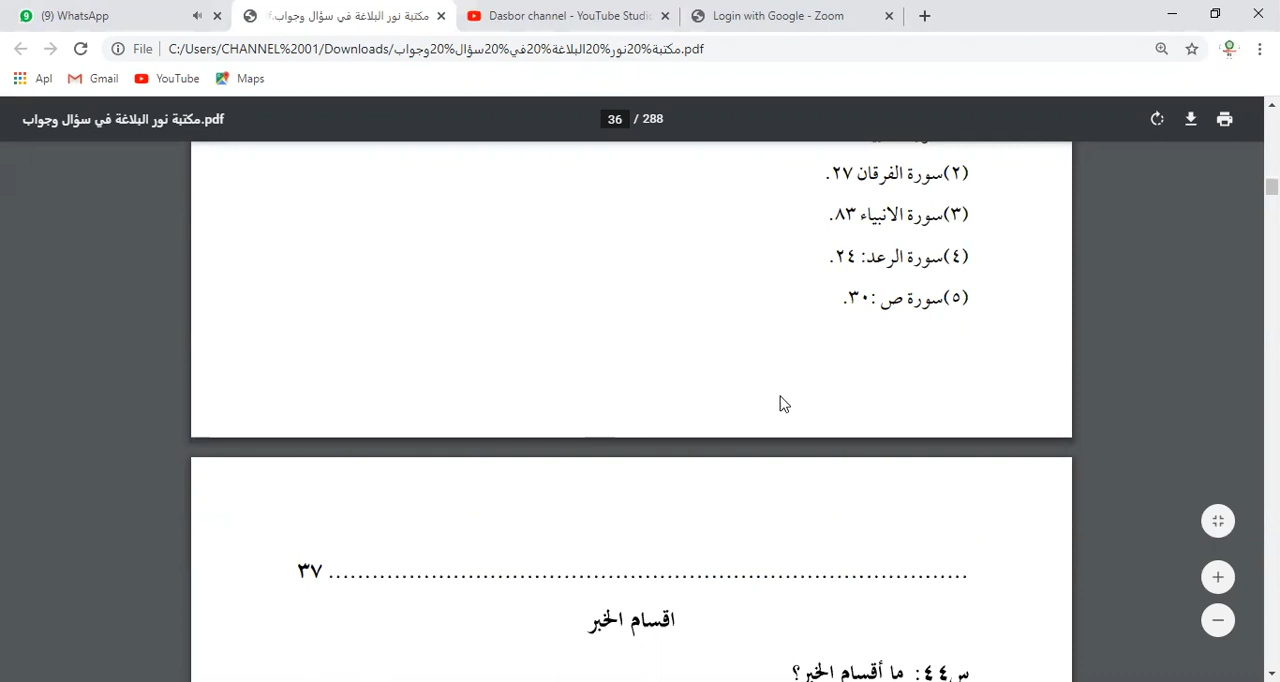 (9) WhatsApp
مكتبة نور البلاغة في سؤال وجواب.
Dasbor channel - YouTube Studio
Login with Google - Zoom
File
C:/Users/CHANNEL%2001/Downloads/مكتبة%20نور%20البلاغة%20في%20سؤال%20وجواب.pdf
Apl
Gmail
YouTube
Maps
مكتبة نور البلاغة في سؤال وجواب.pdf
36 / 288
(٢)سورة الفرقان ٢٧.
(٣)سورة الانبياء ٨٣.
(٤)سورة الرعد: ٢٤.
(٥)سورة ص :٣٠.
٣٧ ................................................................................
اقسام الخبر
س٤٤: ما أقسام الخبر؟